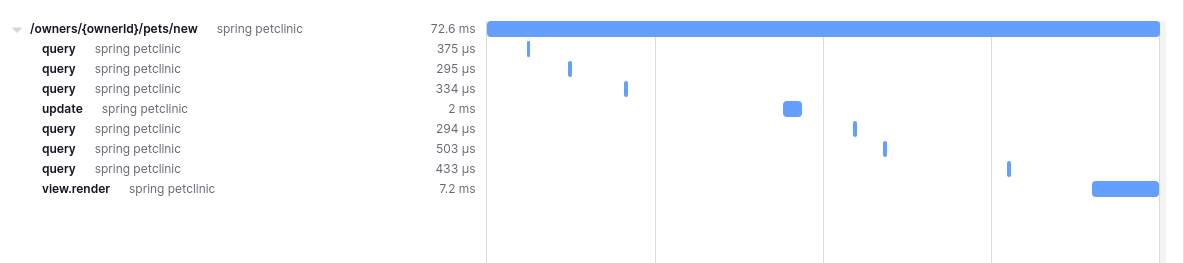 /owners/{ownerId}/pets/new spring petclinic 72.6 ms
query spring petclinic 375 µs
query spring petclinic 295 µs
query spring petclinic 334 µs
update spring petclinic 2 ms
query spring petclinic 294 µs
query spring petclinic 503 µs
query spring petclinic 433 µs
view.render spring petclinic 7.2 ms